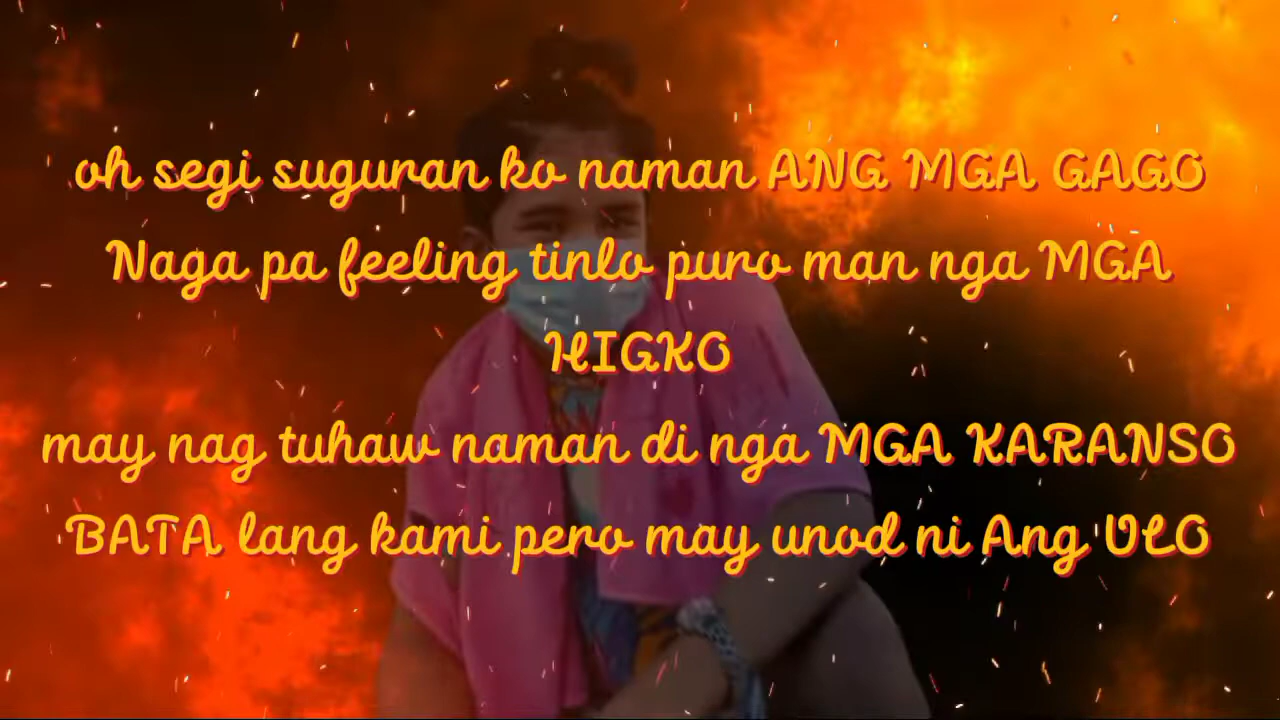 oh segi suguran ko naman ANG MGA GAGO
Naga pa feeling tinlo puro man nga MGA
HIGKO
may nag tuhaw naman di nga MGA KARANSO
BATA lang kami pero may unod ni Ang ULO